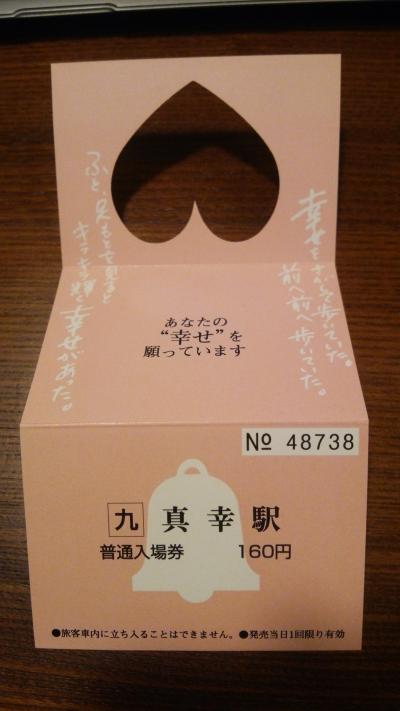 幸せをさがして歩いていた。
前へ前へ歩いていた。
ふと、足もとを見ると
キラキラ輝く幸せがあった。
あなたの
“幸せ”を
願っています
№ 48738
九 真幸駅
普通入場券 160円
●旅客車内に立ち入ることはできません。●発売当日1回限り有効